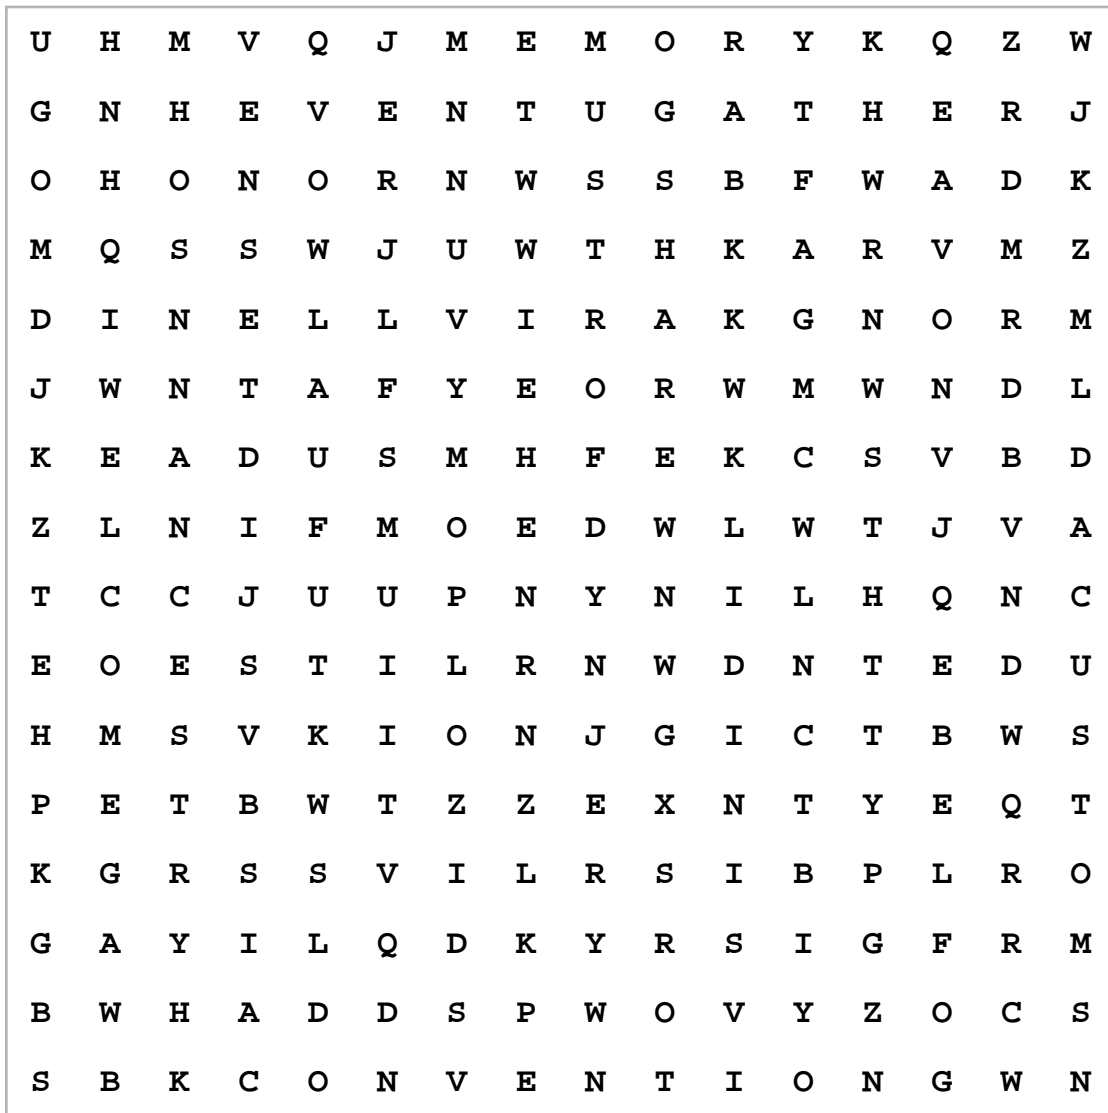 U H M V Q J M E M O R Y K Q Z W
G N H E V E N T U G A T H E R J
O H O N O R N W S S B F W A D K
M Q S S W J U W T H K A R V M Z
D I N E L L V I R A K G N O R M
J W N T A F Y E O R W M W N D L
K E A D U S M H F E K C S V B D
Z L N I F M O E D W L W T J V A
T C C J U U P N Y N I L H Q N C
E O E S T I L R N W D N T E D U
H M S V K I O N J G I C T B W S
P E T B W T Z Z E X N T Y E Q T
K G R S S V I L R S I B P L R O
G A Y I L Q D K Y R S I G F R M
B W H A D D S P W O V Y Z O C S
S B K C O N V E N T I O N G W N